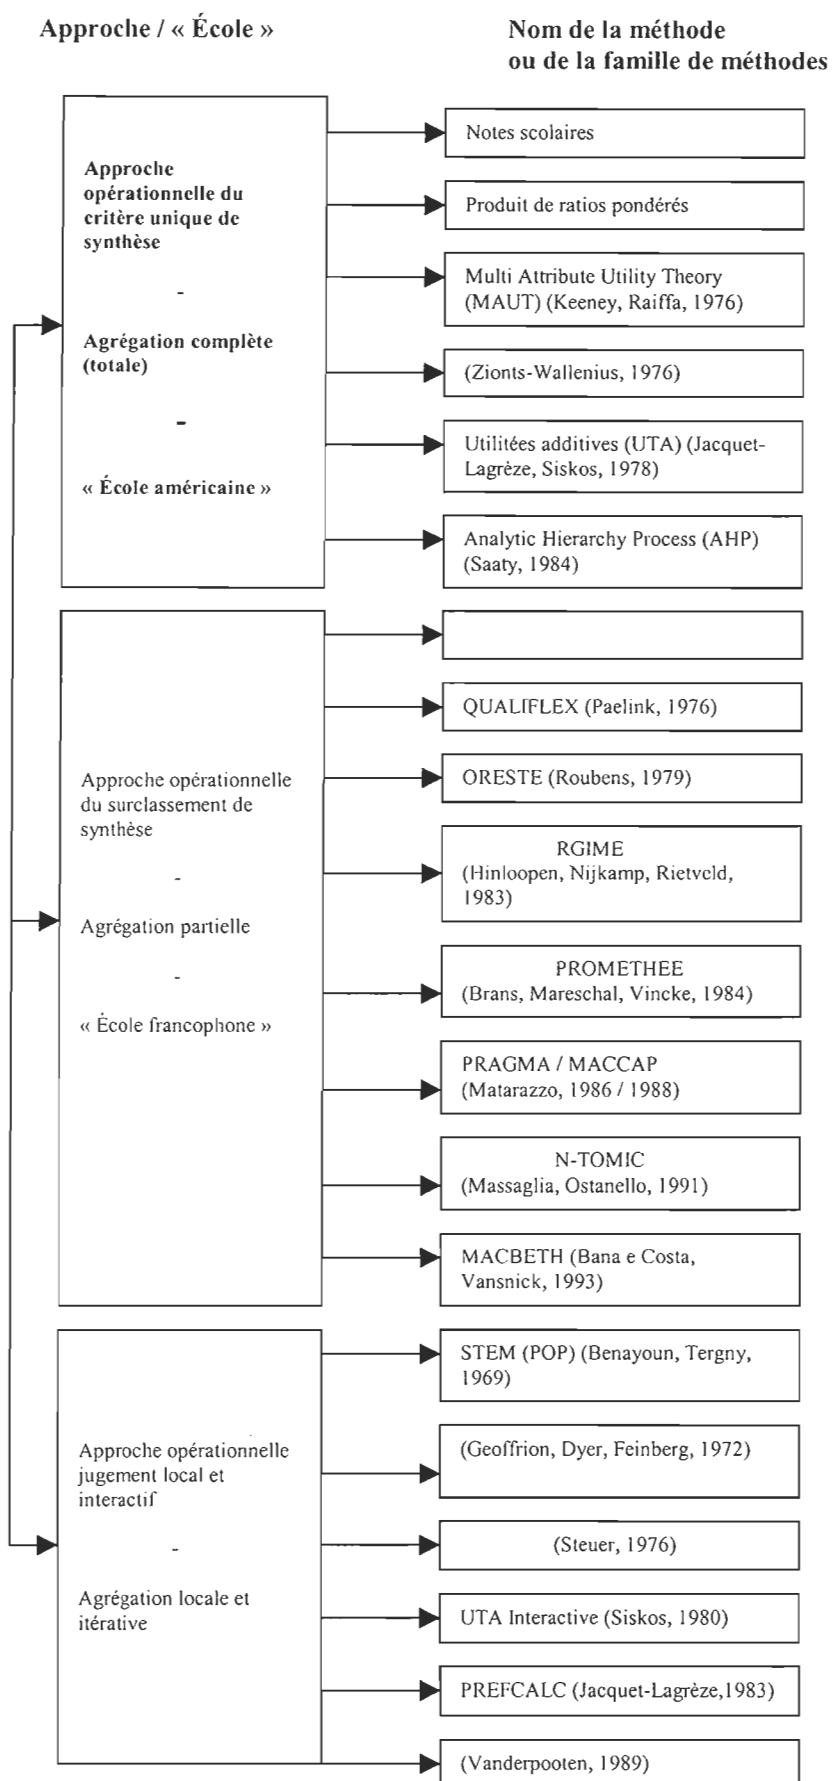 Approche / « École »
Nom de la méthode
ou de la famille de méthodes
Approche
opérationnelle du
critère unique de
synthèse
-
Agrégation complète
(totale)
-
« École américaine »
Notes scolaires
Produit de ratios pondérés
Multi Attribute Utility Theory
(MAUT) (Keeney, Raiffa, 1976)
(Zionts-Wallenius, 1976)
Utilitées additives (UTA) (Jacquet-
Lagrèze, Siskos, 1978)
Analytic Hierarchy Process (AHP)
(Saaty, 1984)
Approche opérationnelle
du surclassement de
synthèse
-
Agrégation partielle
-
« École francophone »
QUALIFLEX (Paelink, 1976)
ORESTE (Roubens, 1979)
RGIME
(Hinloopen, Nijkamp, Rietveld,
1983)
PROMETHEE
(Brans, Mareschal, Vincke, 1984)
PRAGMA / MACCAP
(Matarazzo, 1986 / 1988)
N-TOMIC
(Massaglia, Ostanello, 1991)
MACBETH (Bana e Costa,
Vansnick, 1993)
Approche opérationnelle
jugement local et
interactif
-
Agrégation locale et
itérative
STEM (POP) (Benayoun, Tergny,
1969)
(Geoffrion, Dyer, Feinberg, 1972)
(Steuer, 1976)
UTA Interactive (Siskos, 1980)
PREFCALC (Jacquet-Lagrèze,1983)
(Vanderpooten, 1989)